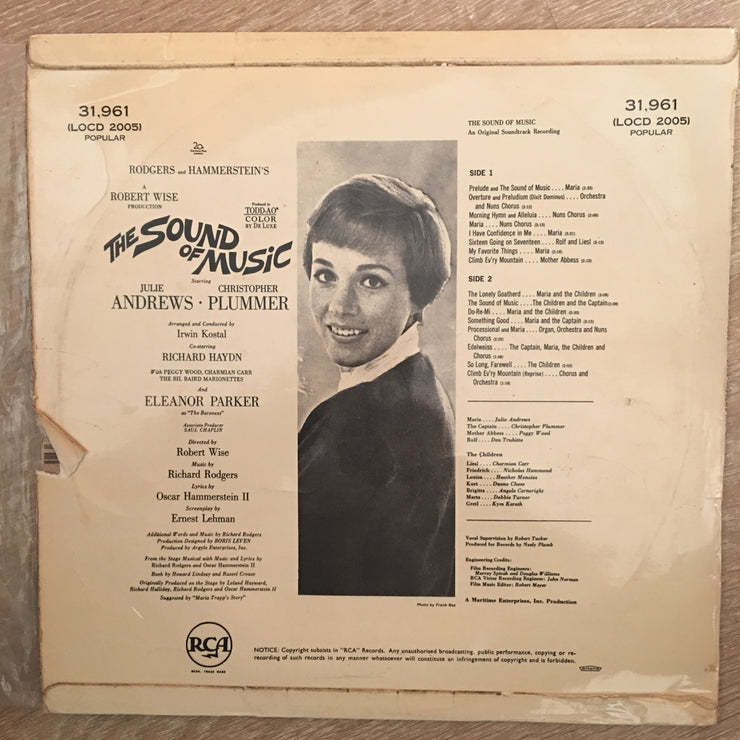 31,961
(LOCD 2005)
POPULAR
RODGERS and HAMMERSTEIN'S
A
ROBERT WISE
PRODUCTION
Produced in
TODD-AO®
COLOR
BY DE LUXE
THE SOUND
OF MUSIC
Starring
JULIE CHRISTOPHER
ANDREWS · PLUMMER
Arranged and Conducted by
Irwin Kostal
Co-starring
RICHARD HAYDN
With PEGGY WOOD, CHARMIAN CARR
THE BIL BAIRD MARIONETTES
And
ELEANOR PARKER
as "The Baroness"
Associate Producer
SAUL CHAPLIN
Directed by
Robert Wise
Music by
Richard Rodgers
Lyrics by
Oscar Hammerstein II
Screenplay by
Ernest Lehman
Additional Words and Music by Richard Rodgers
Production Designed by BORIS LEVEN
Produced by Argyle Enterprises, Inc.
From the Stage Musical with Music and Lyrics by
Richard Rodgers and Oscar Hammerstein II
Book by Howard Lindsay and Russel Crouse
Originally Produced on the Stage by Leland Hayward,
Richard Halliday, Richard Rodgers and Oscar Hammerstein II
Suggested by "Maria Trapp's Story"
RCA
Photo by Frank Bez
THE SOUND OF MUSIC
An Original Soundtrack Recording
31,961
(LOCD 2005)
POPULAR
SIDE 1
Prelude and The Sound of Music .... Maria
Overture and Preludium (Dixit Dominus) .... Orchestra
and Nuns Chorus
Morning Hymn and Alleluia .... Nuns Chorus
Maria .... Nuns Chorus
I Have Confidence in Me .... Maria
Sixteen Going on Seventeen .... Rolf and Liesl
My Favorite Things .... Maria
Climb Ev'ry Mountain .... Mother Abbess
SIDE 2
The Lonely Goatherd .... Maria and the Children
The Sound of Music .... The Children and the Captain
Do-Re-Mi .... Maria and the Children
Something Good .... Maria and the Captain
Processional and Maria .... Organ, Orchestra and Nuns
Chorus
Edelweiss .... The Captain, Maria, the Children and
Chorus
So Long, Farewell .... The Children
Climb Ev'ry Mountain (Reprise) .... Chorus and
Orchestra
Maria .... Julie Andrews
The Captain .... Christopher Plummer
Mother Abbess .... Peggy Wood
Rolf .... Dan Truhitte
The Children
Liesl .... Charmian Carr
Friedrich .... Nicholas Hammond
Louisa .... Heather Menzies
Kurt .... Duane Chase
Brigitta .... Angela Cartwright
Marta .... Debbie Turner
Gretl .... Kym Karath
Vocal Supervision by Robert Tucker
Produced for Records by Neely Plumb
Engineering Credits:
Film Recording Engineers:
Murray Spivak and Douglas Williams
RCA Victor Recording Engineer: John Norman
Film Music Editor: Robert Mayer
A Maritime Enterprises, Inc. Production
NOTICE: Copyright subsists in "RCA" Records. Any unauthorised broadcasting, public performance, copying or re-
recording of such records in any manner whatsoever will constitute an infringement of copyright and is forbidden.